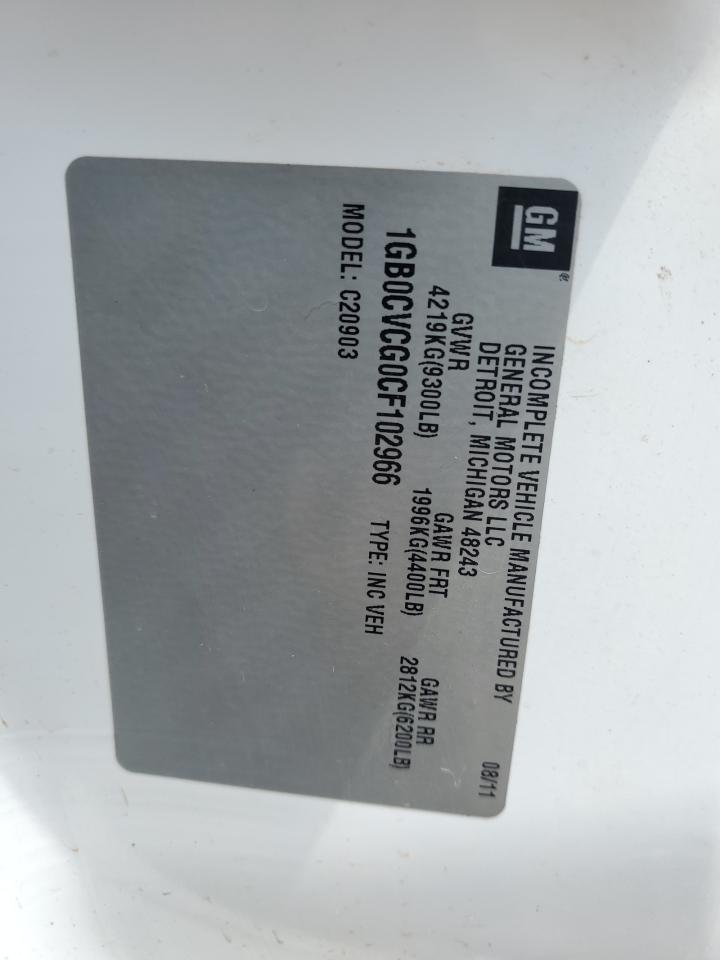 GM®
INCOMPLETE VEHICLE MANUFACTURED BY
GENERAL MOTORS LLC
DETROIT, MICHIGAN 48243
08/11
GVWR GAWR FRT GAWR RR
4219KG(9300LB) 1996KG(4400LB) 2812KG(6200LB)
1GB0CVCG0CF102966 TYPE: INC VEH
MODEL: C20903